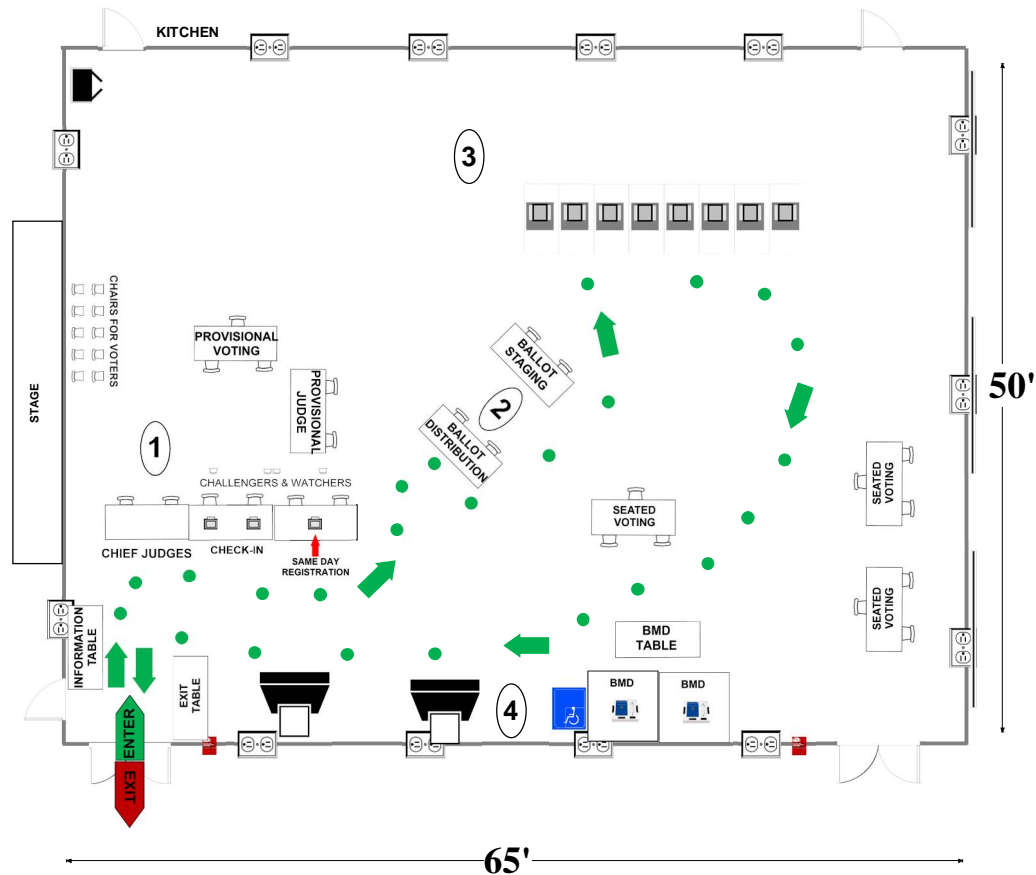 KITCHEN
3
50'
CHAIRS FOR VOTERS
STAGE
PROVISIONAL
VOTING
PROVISIONAL
JUDGE
BALLOT
STAGING
2
BALLOT
DISTRIBUTION
1
CHALLENGERS & WATCHERS
CHIEF JUDGES
CHECK-IN
SAME DAY
REGISTRATION
SEATED
VOTING
SEATED
VOTING
SEATED
VOTING
INFORMATION
TABLE
EXIT
TABLE
BMD
TABLE
BMD
BMD
4
ENTER
EXIT
65'